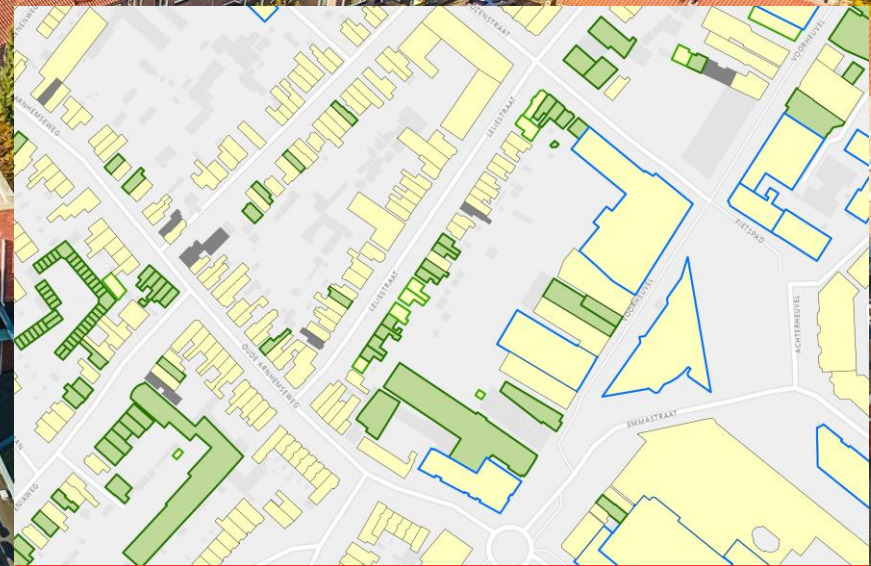 ARNHEMSEWEG
LELIESTRAAT
VOORHEUVEL
FIETSPAD
LELIESTRAAT
VOORHEUVEL
ACHTERHEUVEL
OUDE ARNHEMSEWEG
EMMASTRAAT